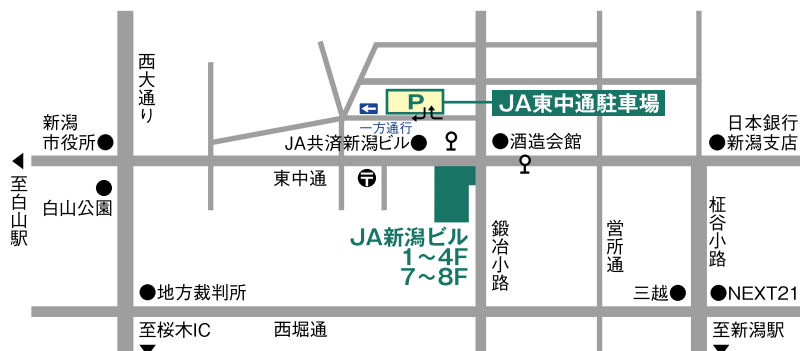 西大通り
P
JA東中通駐車場
新潟
市役所
一方通行
JA共済新潟ビル
酒造会館
日本銀行
新潟支店
至白山駅
東中通
白山公園
JA新潟ビル
1〜4F
7〜8F
鍛冶小路
営所通
柾谷小路
地方裁判所
三越
NEXT21
至桜木IC
西堀通
至新潟駅